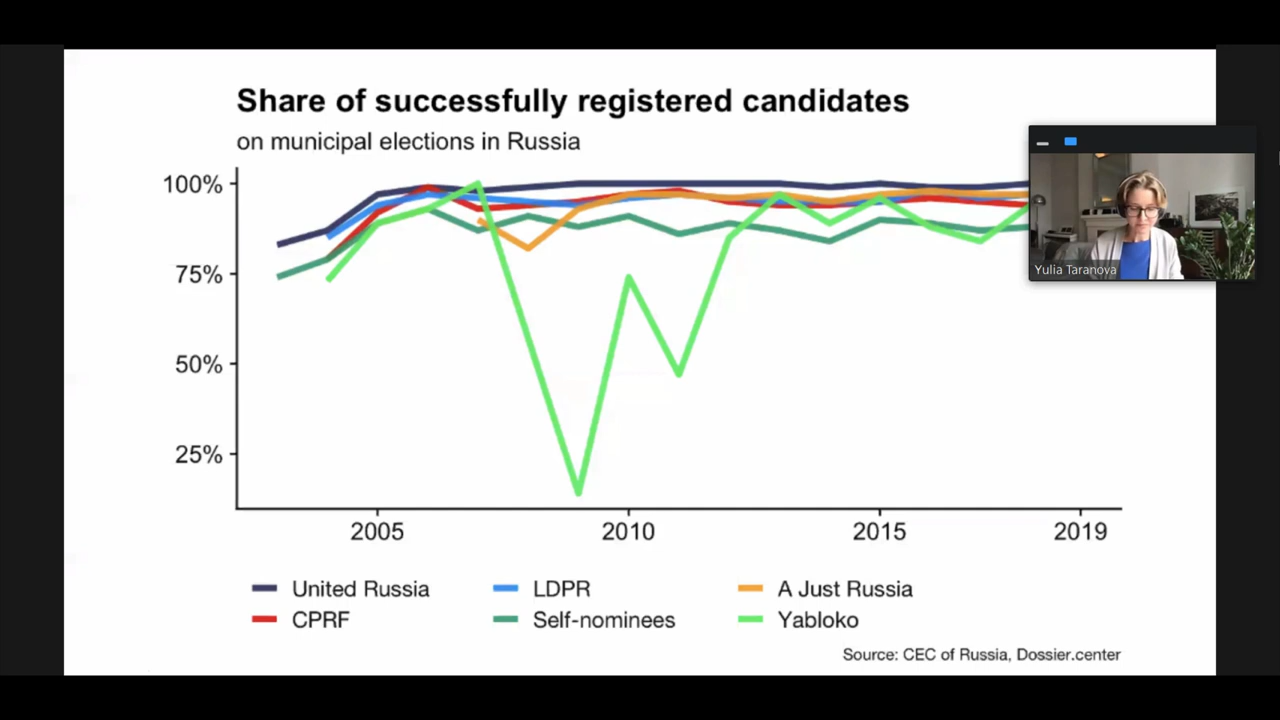 Share of successfully registered candidates
on municipal elections in Russia
100%
75%
50%
25%
2005 2010 2015 2019
United Russia LDPR A Just Russia
CPRF Self-nominees Yabloko
Source: CEC of Russia, Dossier.center
Yulia Taranova